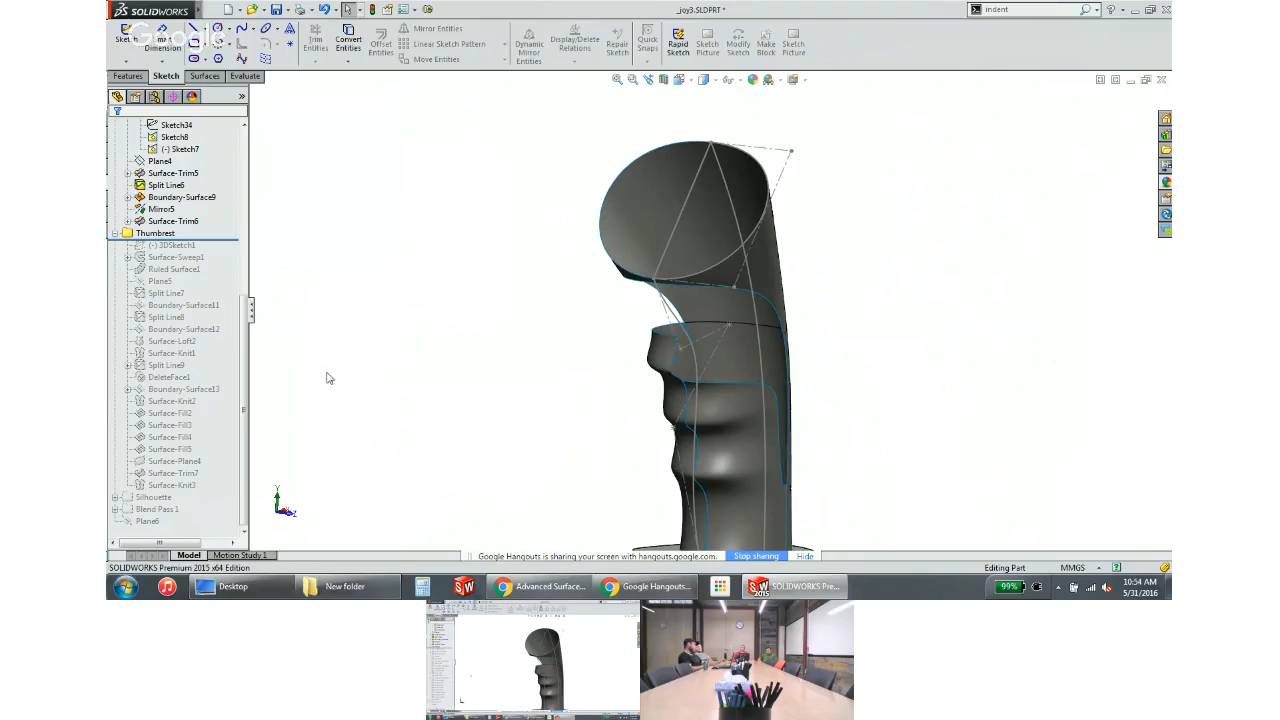 SOLIDWORKS
_joy3.SLDPRT *
indent
Google
Sketch
Dimension
Trim Entities
Convert Entities
Offset Entities
Mirror Entities
Linear Sketch Pattern
Move Entities
Dynamic Mirror Entities
Display/Delete Relations
Repair Sketch
Quick Snaps
Rapid Sketch
Sketch Picture
Modify Sketch
Make Block
Sketch Picture
Features
Sketch
Surfaces
Evaluate
Sketch34
Sketch8
(-) Sketch7
Plane4
Surface-Trim5
Split Line6
Boundary-Surface9
Mirror5
Surface-Trim6
Thumbrest
(-) 3DSketch1
Surface-Sweep1
Ruled Surface1
Plane5
Split Line7
Boundary-Surface11
Split Line8
Boundary-Surface12
Surface-Loft2
Surface-Knit1
Split Line9
DeleteFace1
Boundary-Surface13
Surface-Knit2
Surface-Fill2
Surface-Fill3
Surface-Fill4
Surface-Fill5
Surface-Plane4
Surface-Trim7
Surface-Knit3
Silhouette
Blend Pass 1
Plane6
Y
Z
Model
Motion Study 1
Google Hangouts is sharing your screen with hangouts.google.com.
Stop sharing
Hide
SOLIDWORKS Premium 2015 x64 Edition
Editing Part
MMGS
Desktop
New folder
Advanced Surface...
Google Hangouts...
SOLIDWORKS Pre...
99%
10:54 AM
5/31/2016